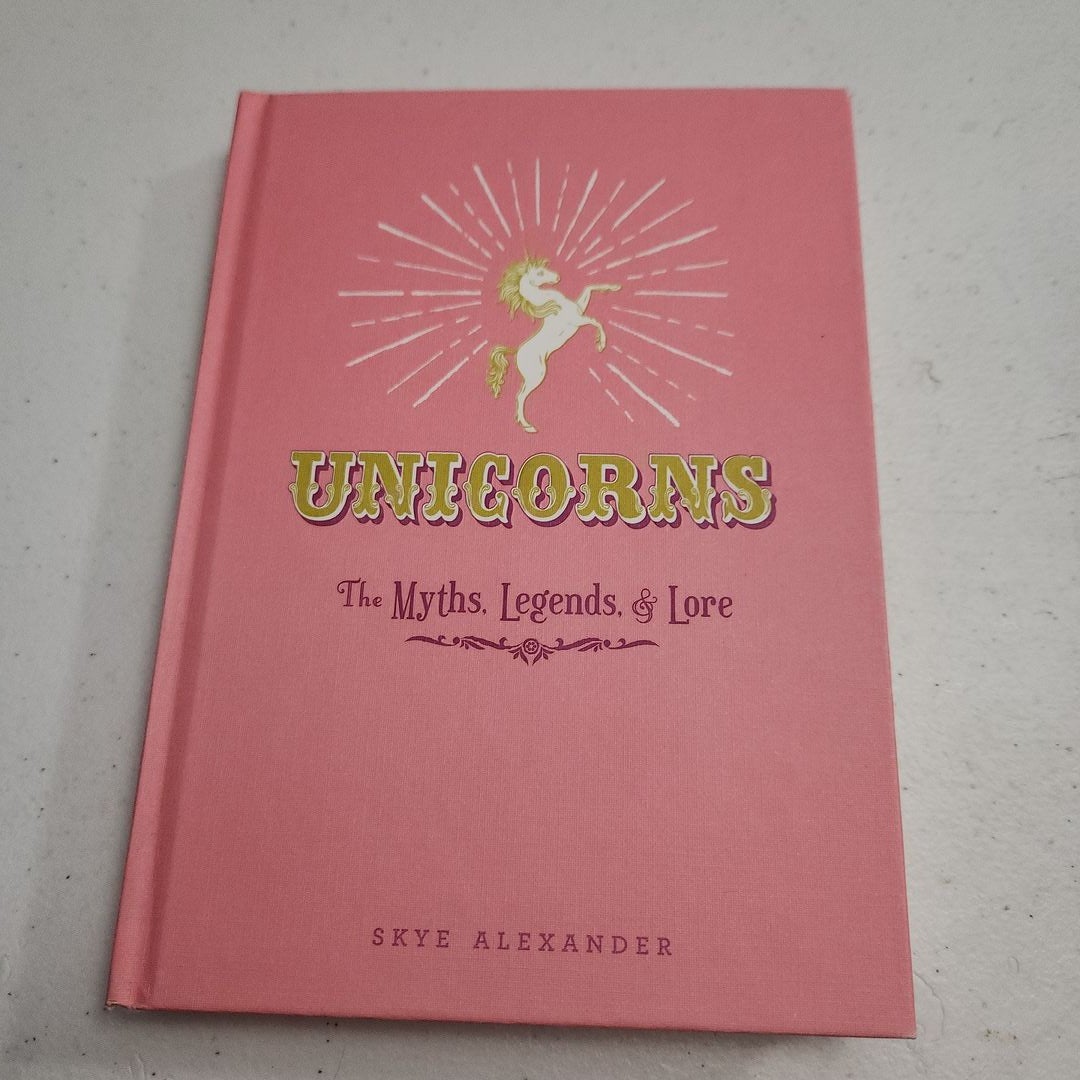 UNICORNS
The Myths, Legends, & Lore
SKYE ALEXANDER